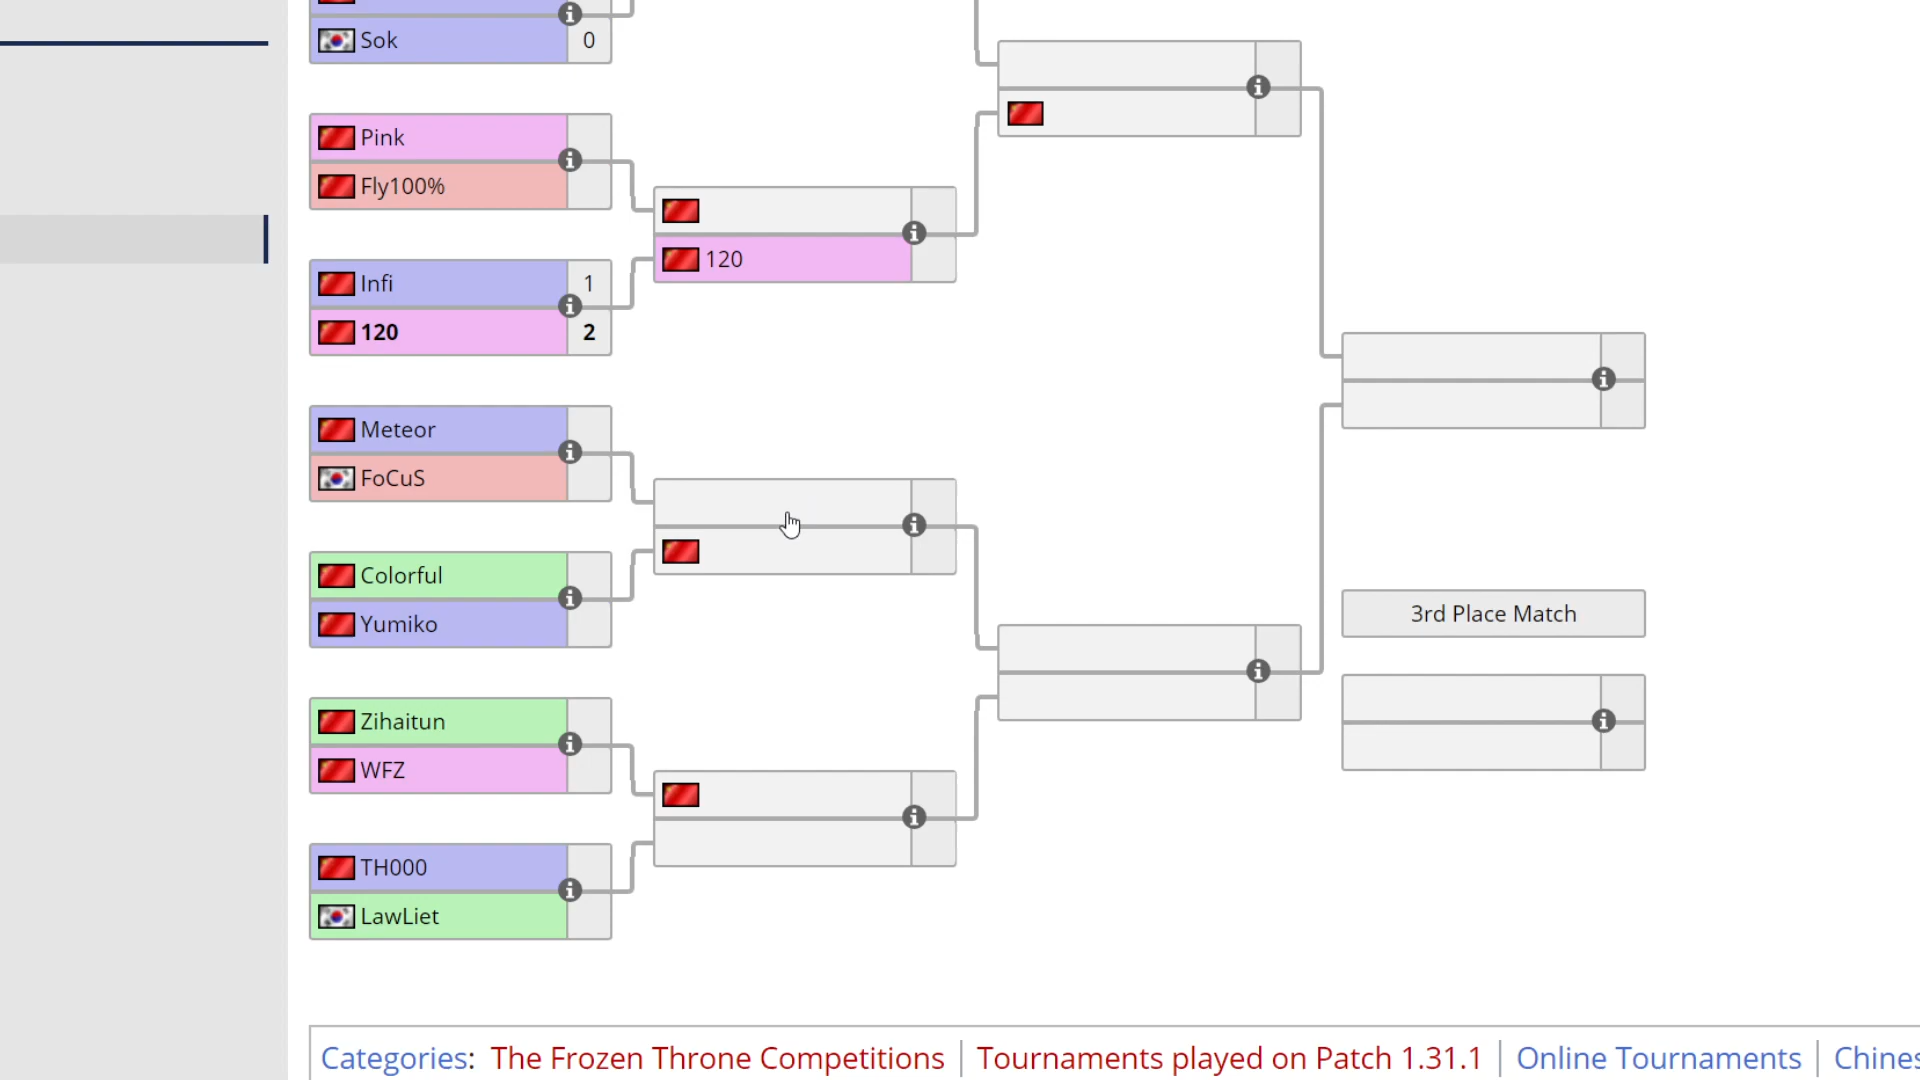 Sok 0
Pink
Fly100%
120
Infi 1
120 2
Meteor
FoCuS
Colorful
Yumiko
3rd Place Match
Zihaitun
WFZ
TH000
LawLiet
Categories: The Frozen Throne Competitions | Tournaments played on Patch 1.31.1 | Online Tournaments | Chines